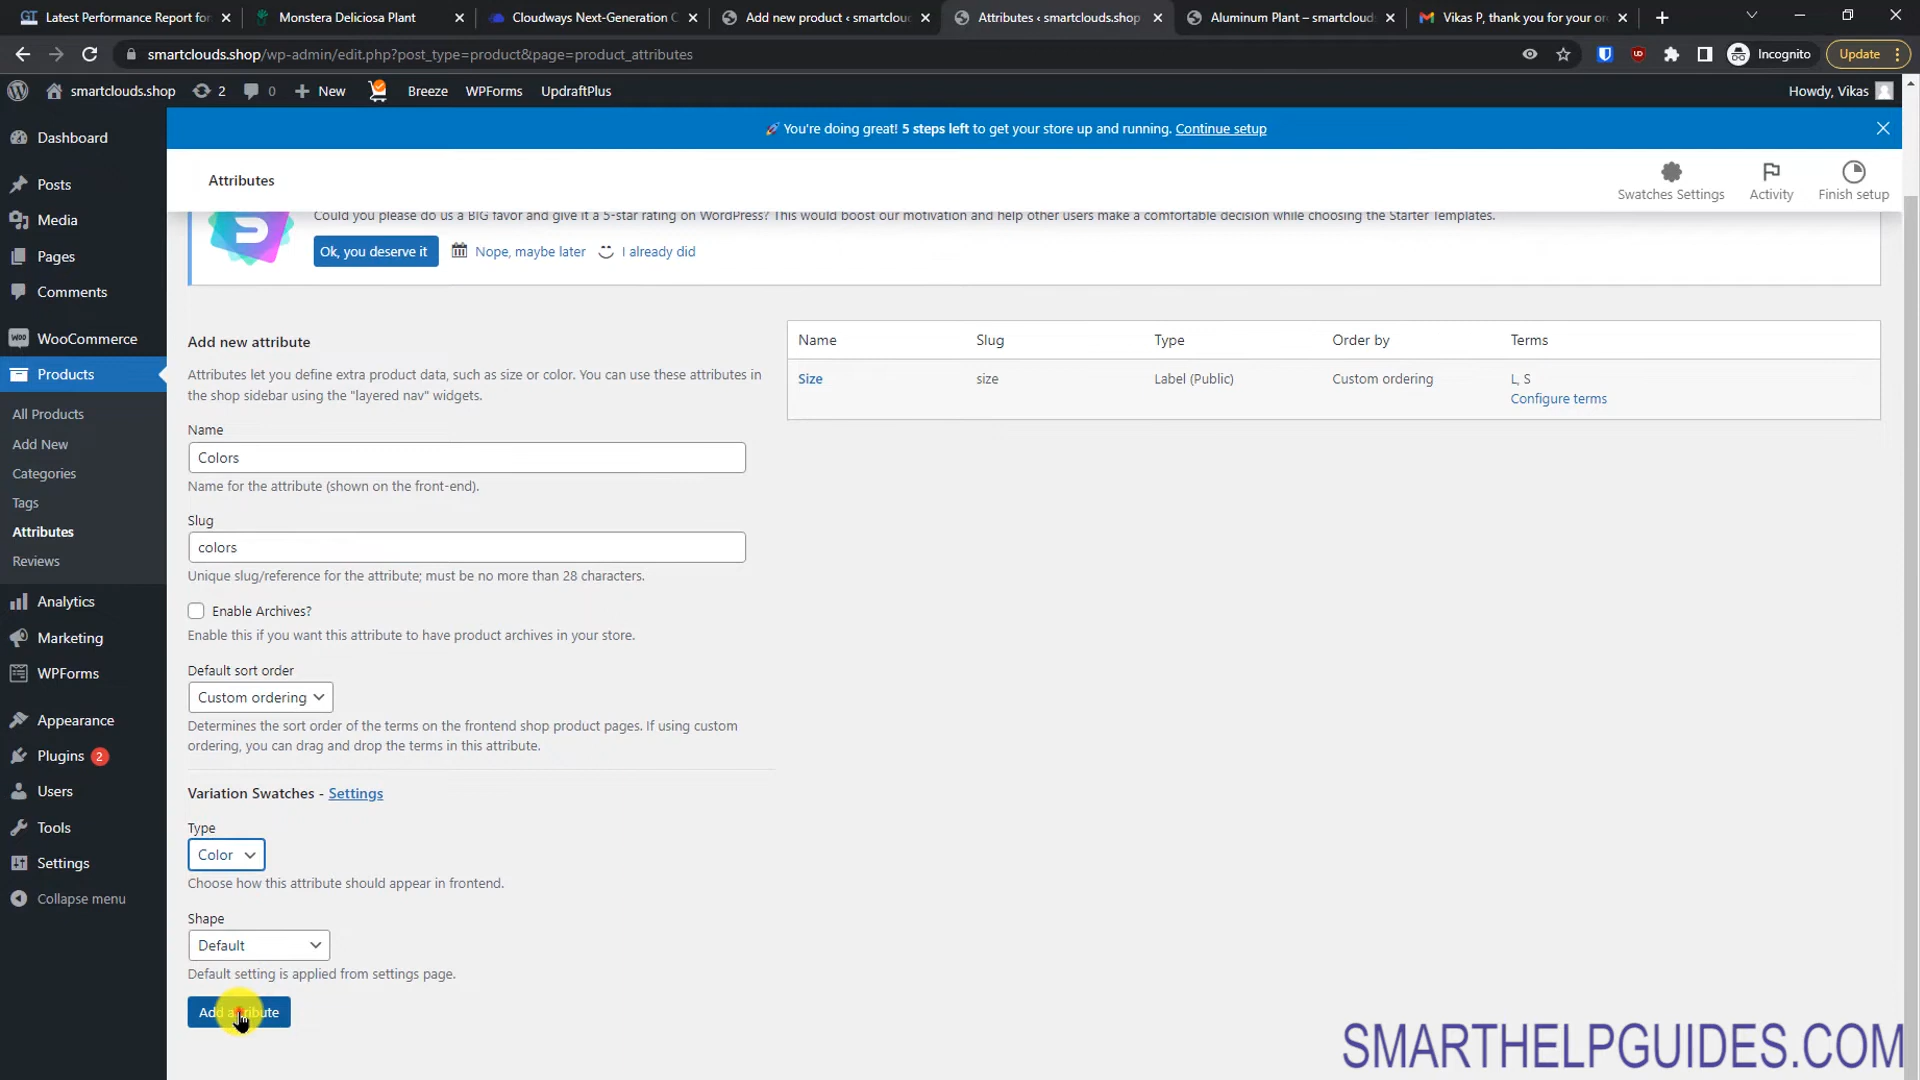 Latest Performance Report for
Monstera Deliciosa Plant
Cloudways Next-Generation C
Add new product ‹ smartclou
Attributes ‹ smartclouds.shop
Aluminum Plant – smartcloud
Vikas P, thank you for your or
smartclouds.shop/wp-admin/edit.php?post_type=product&page=product_attributes
Incognito
Update
smartclouds.shop
2
0
New
Breeze
WPForms
UpdraftPlus
Howdy, Vikas
Dashboard
Posts
Media
Pages
Comments
WooCommerce
Products
All Products
Add New
Categories
Tags
Attributes
Reviews
Analytics
Marketing
WPForms
Appearance
Plugins 2
Users
Tools
Settings
Collapse menu
You're doing great! 5 steps left to get your store up and running. Continue setup
Attributes
Swatches Settings
Activity
Finish setup
Could you please do us a BIG favor and give it a 5-star rating on WordPress? This would boost our motivation and help other users make a comfortable decision while choosing the Starter Templates.
Ok, you deserve it
Nope, maybe later
I already did
Add new attribute
Attributes let you define extra product data, such as size or color. You can use these attributes in
the shop sidebar using the "layered nav" widgets.
Name
Colors
Name for the attribute (shown on the front-end).
Slug
colors
Unique slug/reference for the attribute; must be no more than 28 characters.
Enable Archives?
Enable this if you want this attribute to have product archives in your store.
Default sort order
Custom ordering
Determines the sort order of the terms on the frontend shop product pages. If using custom
ordering, you can drag and drop the terms in this attribute.
Variation Swatches - Settings
Type
Color
Choose how this attribute should appear in frontend.
Shape
Default
Default setting is applied from settings page.
Add attribute
Name Slug Type Order by Terms
Size size Label (Public) Custom ordering L, S
Configure terms
SMARTHELPGUIDES.COM